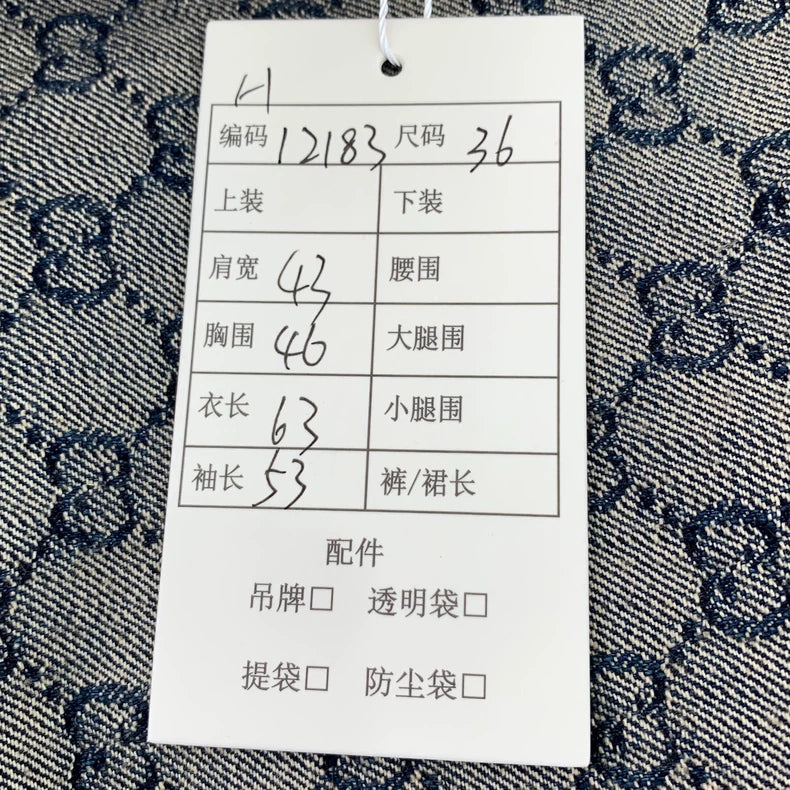 1-1
编码 12183 尺码 36
上装 下装
肩宽 43 腰围
胸围 46 大腿围
衣长 63 小腿围
袖长 53 裤/裙长
配件
吊牌□ 透明袋□
提袋□ 防尘袋□